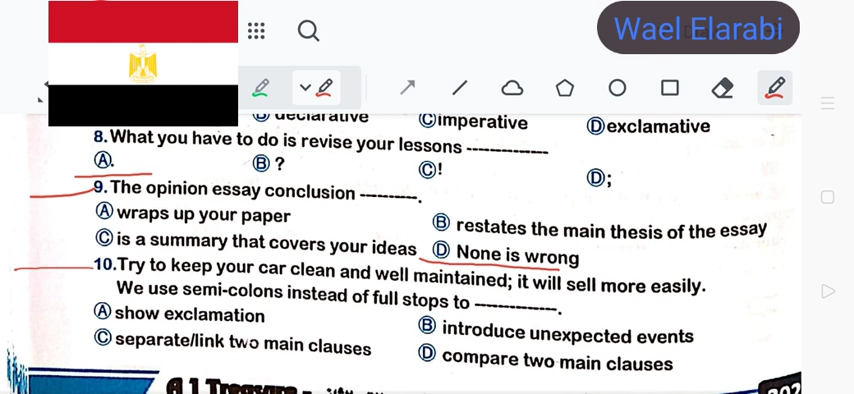 Wael Elarabi
Ⓑ declarative Ⓒimperative Ⓓexclamative
8.What you have to do is revise your lessons ------------
Ⓐ. Ⓑ ? Ⓒ! Ⓓ;
9.The opinion essay conclusion ---------.
Ⓐ wraps up your paper Ⓑ restates the main thesis of the essay
Ⓒ is a summary that covers your ideas Ⓓ None is wrong
10.Try to keep your car clean and well maintained; it will sell more easily.
We use semi-colons instead of full stops to ------------.
Ⓐ show exclamation Ⓑ introduce unexpected events
Ⓒ separate/link two main clauses Ⓓ compare two main clauses
A 1 Treasure -